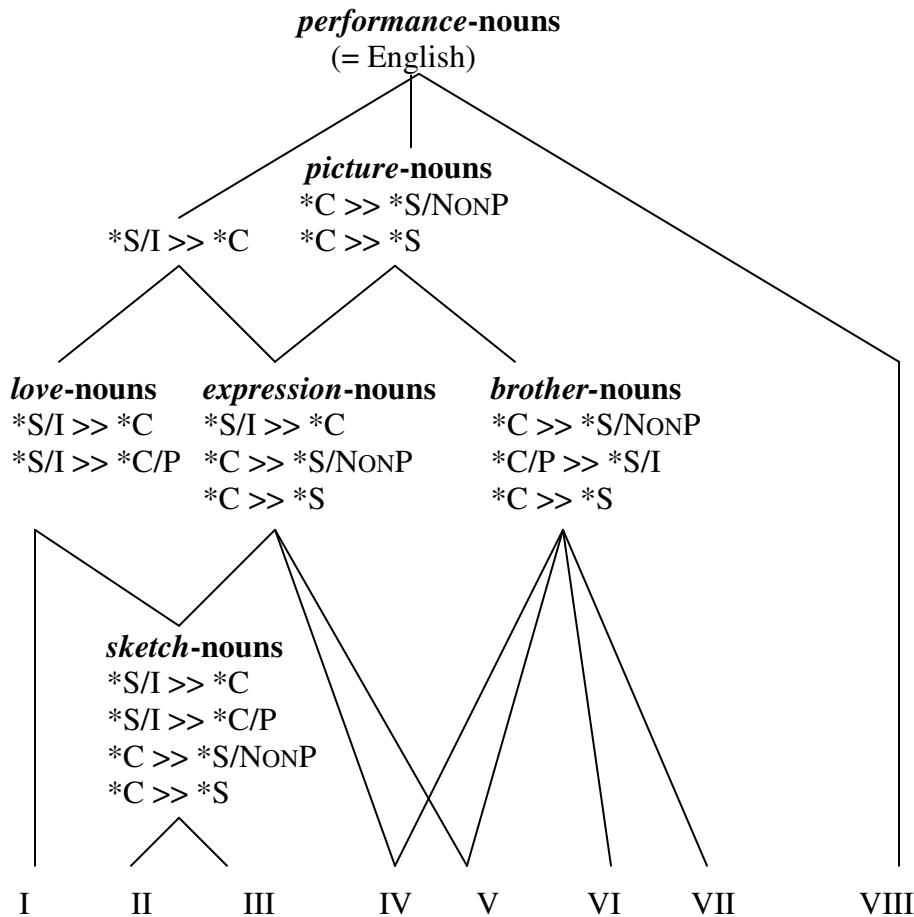 performance-nouns
(= English)
picture-nouns
*C >> *S/NONP
*C >> *S
*S/I >> *C
love-nouns
*S/I >> *C
*S/I >> *C/P
expression-nouns
*S/I >> *C
*C >> *S/NONP
*C >> *S
brother-nouns
*C >> *S/NONP
*C/P >> *S/I
*C >> *S
sketch-nouns
*S/I >> *C
*S/I >> *C/P
*C >> *S/NONP
*C >> *S
I II III IV V VI VII VIII